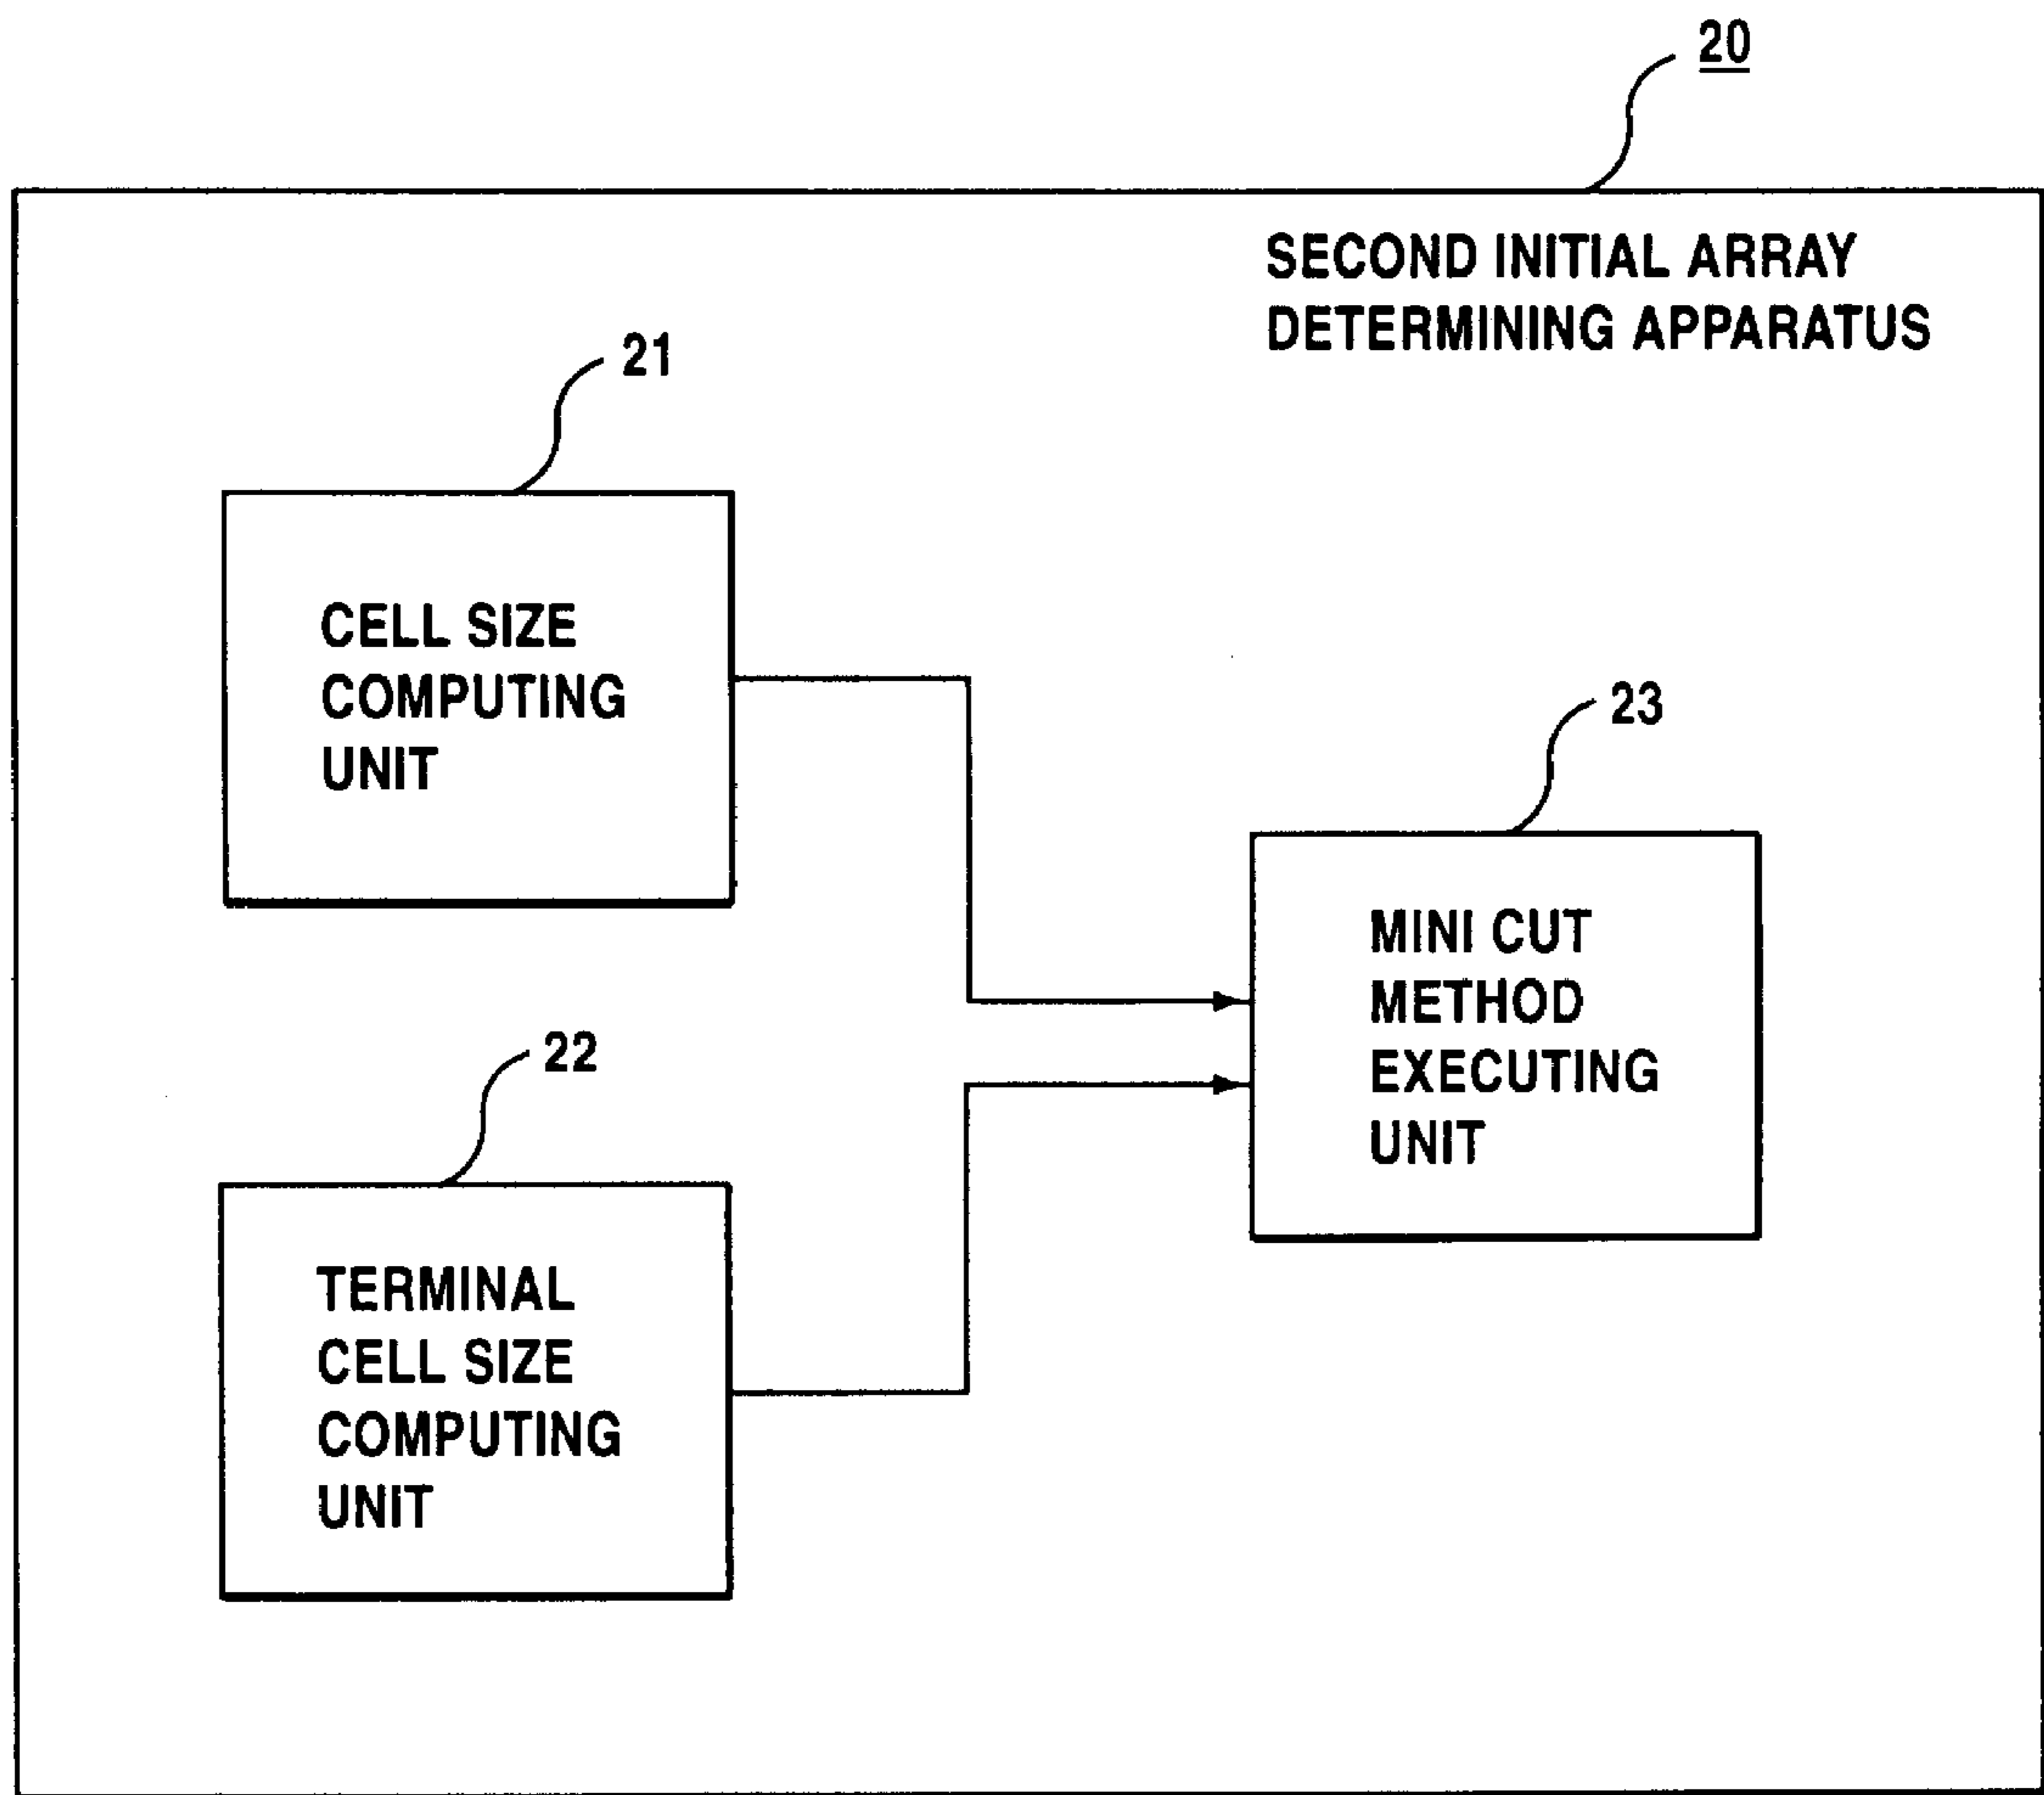 20
SECOND INITIAL ARRAY
DETERMINING APPARATUS
21
CELL SIZE
COMPUTING
UNIT
23
MINI CUT
METHOD
EXECUTING
UNIT
22
TERMINAL
CELL SIZE
COMPUTING
UNIT